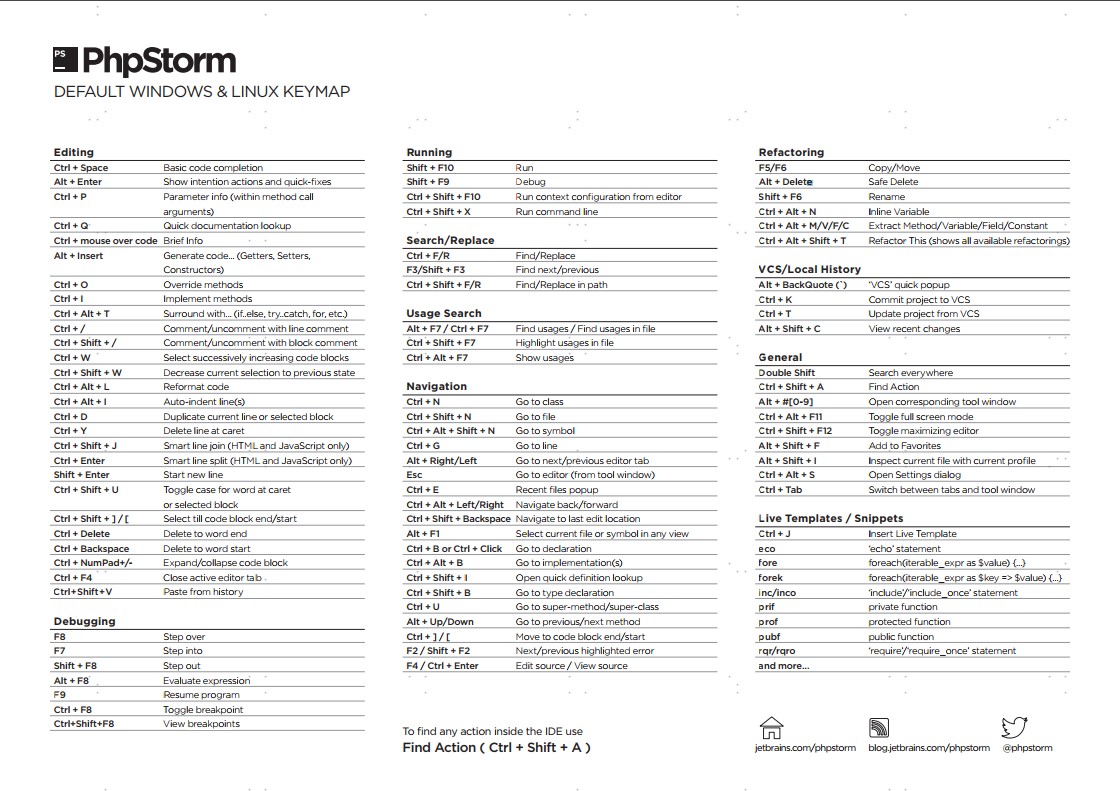 PS PhpStorm
DEFAULT WINDOWS & LINUX KEYMAP
Editing
Ctrl + Space Basic code completion
Alt + Enter Show intention actions and quick-fixes
Ctrl + P Parameter info (within method call
arguments)
Ctrl + Q Quick documentation lookup
Ctrl + mouse over code Brief Info
Alt + Insert Generate code... (Getters, Setters,
Constructors)
Ctrl + O Override methods
Ctrl + I Implement methods
Ctrl + Alt + T Surround with... (if..else, try..catch, for, etc.)
Ctrl + / Comment/uncomment with line comment
Ctrl + Shift + / Comment/uncomment with block comment
Ctrl + W Select successively increasing code blocks
Ctrl + Shift + W Decrease current selection to previous state
Ctrl + Alt + L Reformat code
Ctrl + Alt + I Auto-indent line(s)
Ctrl + D Duplicate current line or selected block
Ctrl + Y Delete line at caret
Ctrl + Shift + J Smart line join (HTML and JavaScript only)
Ctrl + Enter Smart line split (HTML and JavaScript only)
Shift + Enter Start new line
Ctrl + Shift + U Toggle case for word at caret
or selected block
Ctrl + Shift + ] / [ Select till code block end/start
Ctrl + Delete Delete to word end
Ctrl + Backspace Delete to word start
Ctrl + NumPad+/- Expand/collapse code block
Ctrl + F4 Close active editor tab
Ctrl+Shift+V Paste from history
Debugging
F8 Step over
F7 Step into
Shift + F8 Step out
Alt + F8 Evaluate expression
F9 Resume program
Ctrl + F8 Toggle breakpoint
Ctrl+Shift+F8 View breakpoints
Running
Shift + F10 Run
Shift + F9 Debug
Ctrl + Shift + F10 Run context configuration from editor
Ctrl + Shift + X Run command line
Search/Replace
Ctrl + F/R Find/Replace
F3/Shift + F3 Find next/previous
Ctrl + Shift + F/R Find/Replace in path
Usage Search
Alt + F7 / Ctrl + F7 Find usages / Find usages in file
Ctrl + Shift + F7 Highlight usages in file
Ctrl + Alt + F7 Show usages
Navigation
Ctrl + N Go to class
Ctrl + Shift + N Go to file
Ctrl + Alt + Shift + N Go to symbol
Ctrl + G Go to line
Alt + Right/Left Go to next/previous editor tab
Esc Go to editor (from tool window)
Ctrl + E Recent files popup
Ctrl + Alt + Left/Right Navigate back/forward
Ctrl + Shift + Backspace Navigate to last edit location
Alt + F1 Select current file or symbol in any view
Ctrl + B or Ctrl + Click Go to declaration
Ctrl + Alt + B Go to implementation(s)
Ctrl + Shift + I Open quick definition lookup
Ctrl + Shift + B Go to type declaration
Ctrl + U Go to super-method/super-class
Alt + Up/Down Go to previous/next method
Ctrl + ] / [ Move to code block end/start
F2 / Shift + F2 Next/previous highlighted error
F4 / Ctrl + Enter Edit source / View source
To find any action inside the IDE use
Find Action ( Ctrl + Shift + A )
Refactoring
F5/F6 Copy/Move
Alt + Delete Safe Delete
Shift + F6 Rename
Ctrl + Alt + N Inline Variable
Ctrl + Alt + M/V/F/C Extract Method/Variable/Field/Constant
Ctrl + Alt + Shift + T Refactor This (shows all available refactorings)
VCS/Local History
Alt + BackQuote (`) ‘VCS’ quick popup
Ctrl + K Commit project to VCS
Ctrl + T Update project from VCS
Alt + Shift + C View recent changes
General
Double Shift Search everywhere
Ctrl + Shift + A Find Action
Alt + #[0-9] Open corresponding tool window
Ctrl + Alt + F11 Toggle full screen mode
Ctrl + Shift + F12 Toggle maximizing editor
Alt + Shift + F Add to Favorites
Alt + Shift + I Inspect current file with current profile
Ctrl + Alt + S Open Settings dialog
Ctrl + Tab Switch between tabs and tool window
Live Templates / Snippets
Ctrl + J Insert Live Template
eco ‘echo’ statement
fore foreach(iterable_expr as $value) {...}
forek foreach(iterable_expr as $key => $value) {...}
inc/inco ‘include’/‘include_once’ statement
prif private function
prof protected function
pubf public function
rqr/rqro ‘require’/‘require_once’ statement
and more...
jetbrains.com/phpstorm blog.jetbrains.com/phpstorm @phpstorm